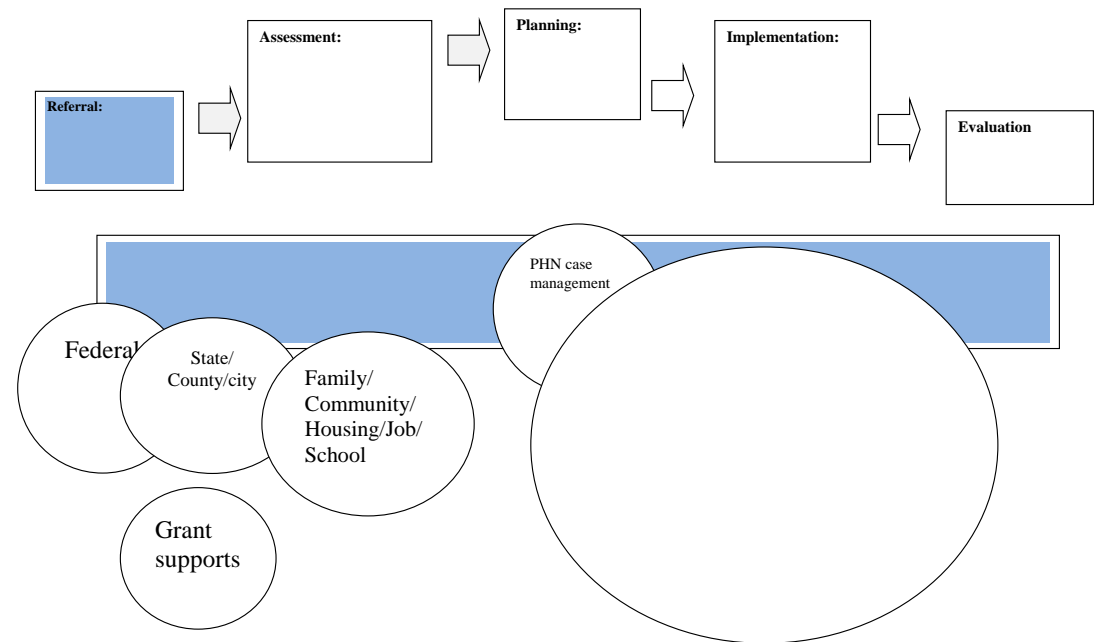 Referral:
Assessment:
Planning:
Implementation:
Evaluation
PHN case
management
Federal
State/
County/city
Family/
Community/
Housing/Job/
School
Grant
supports